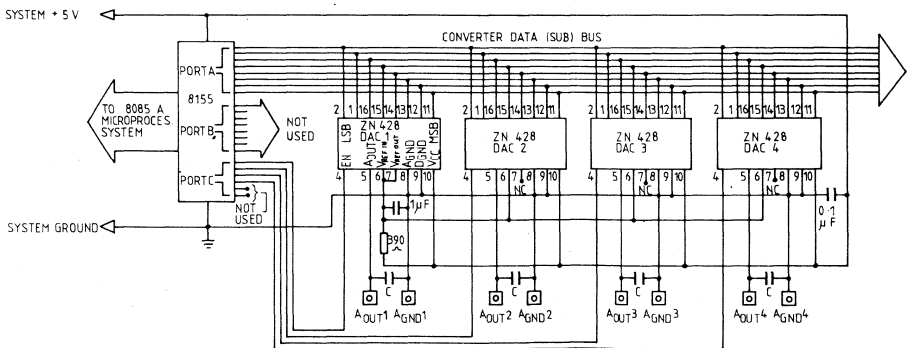 SYSTEM + 5 V
CONVERTER DATA (SUB) BUS
PORTA
8155
PORTB
PORTC
TO 8085 A
MICROPROCES
SYSTEM
NOT
USED
NOT
USED
SYSTEM GROUND
2 1 16 15 14 13 12 11
EN LSB ZN 428 MSB
DAC 1
AOUT VREF IN VREF OUT AGND DGND VCC
4 5 6 7 8 9 10
2 1 16 15 14 13 12 11
ZN 428
DAC 2
4 5 6 7 8 9 10
NC
2 1 16 15 14 13 12 11
ZN 428
DAC 3
4 5 6 7 8 9 10
NC
2 1 16 15 14 13 12 11
ZN 428
DAC 4
4 5 6 7 8 9 10
NC
1µF
390
Ω
0·1
µF
C
C
C
C
AOUT1 AGND1
AOUT2 AGND2
AOUT3 AGND3
AOUT4 AGND4